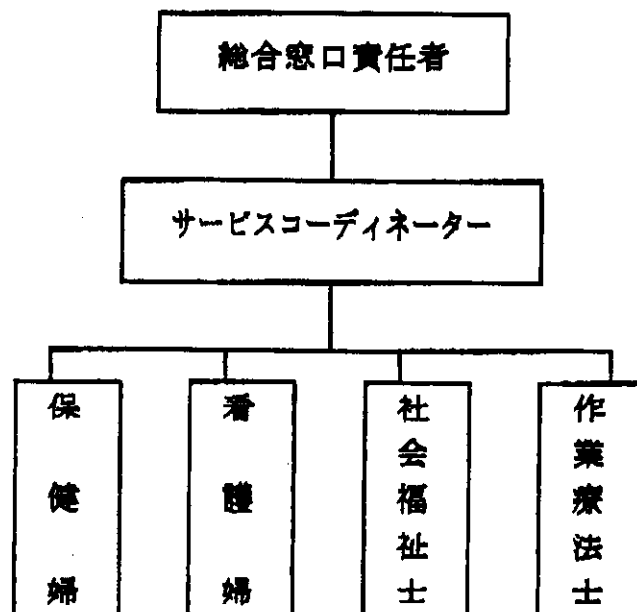 総合窓口責任者
サービスコーディネーター
保健婦
看護婦
社会福祉士
作業療法士